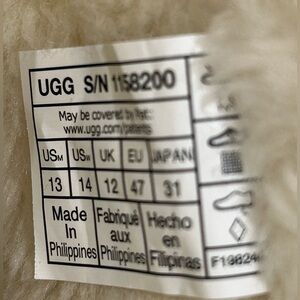 UGG S/N 1158200
May be covered by Pat:
www.ugg.com/patents
USM USW UK EU JAPAN
13 14 12 47 31
Made in Philippines
Fabriqué aux Philippines
Hecho en Filipinas